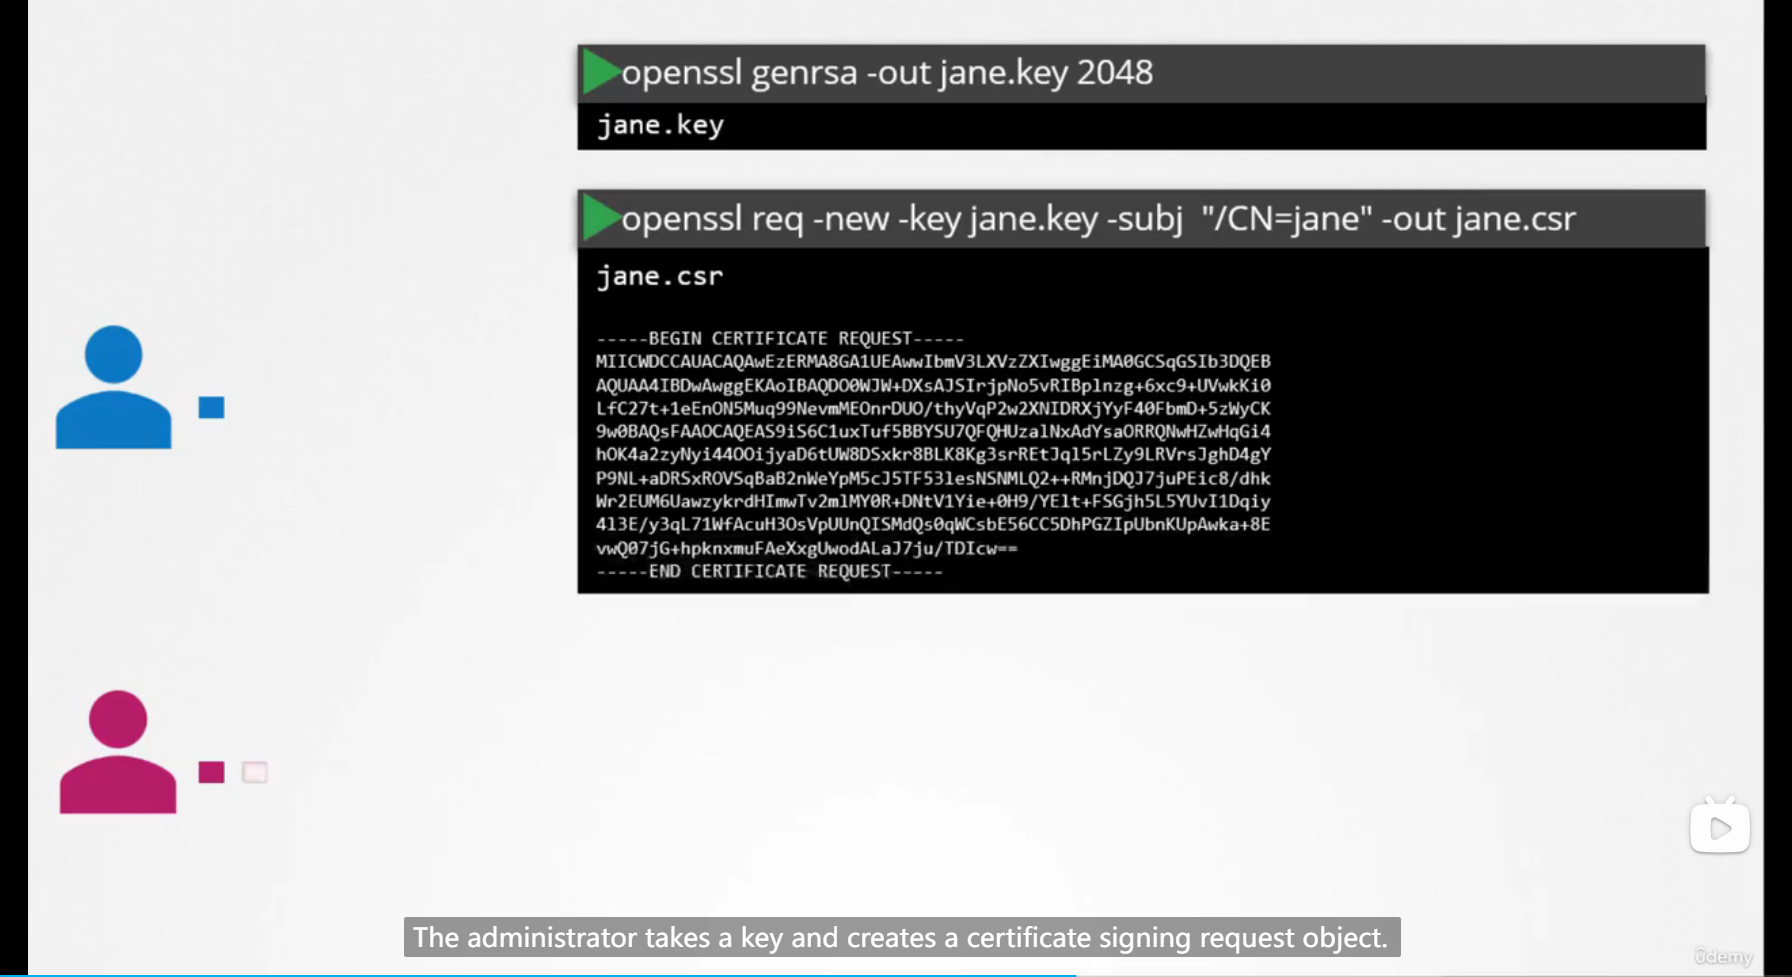 openssl genrsa -out jane.key 2048
jane.key
openssl req -new -key jane.key -subj "/CN=jane" -out jane.csr
jane.csr
-----BEGIN CERTIFICATE REQUEST-----
MIICWDCCAUACAQAwEzERMA8GA1UEAwwIbmV3LXVzZXIwggEiMA0GCSqGSIb3DQEB
AQUAA4IBDwAwggEKAoIBAQDO0WJW+DXsAJSIrjpNo5vRIBplnzg+6xc9+UVwkKi0
LfC27t+1eEnON5Muq99NevmMEOnrDUO/thyVqP2w2XNIDRXjYyF40FbmD+5zWyCK
9w0BAQsFAAOCAQEAS9iS6C1uxTuf5BBYSU7QFQHUzalNxAdYsaORRQNwHZwHqGi4
hOK4a2zyNyi44OOijyaD6tUW8DSxkr8BLK8Kg3srREtJql5rLZy9LRVrsJghD4gY
P9NL+aDRSxROVSqBaB2nWeYpM5cJ5TF53lesNSNMLQ2++RMnjDQJ7juPEic8/dhk
Wr2EUM6UawzykrdHImwTv2mlMY0R+DNtV1Yie+0H9/YElt+FSGjh5L5YUvI1Dqiy
4l3E/y3qL71WfAcuH3OsVpUUnQISMdQs0qWCsbE56CC5DhPGZIpUbnKUpAwka+8E
vwQ07jG+hpknxmuFAeXxgUwodALaJ7ju/TDIcw==
-----END CERTIFICATE REQUEST-----
The administrator takes a key and creates a certificate signing request object.
ûdemy